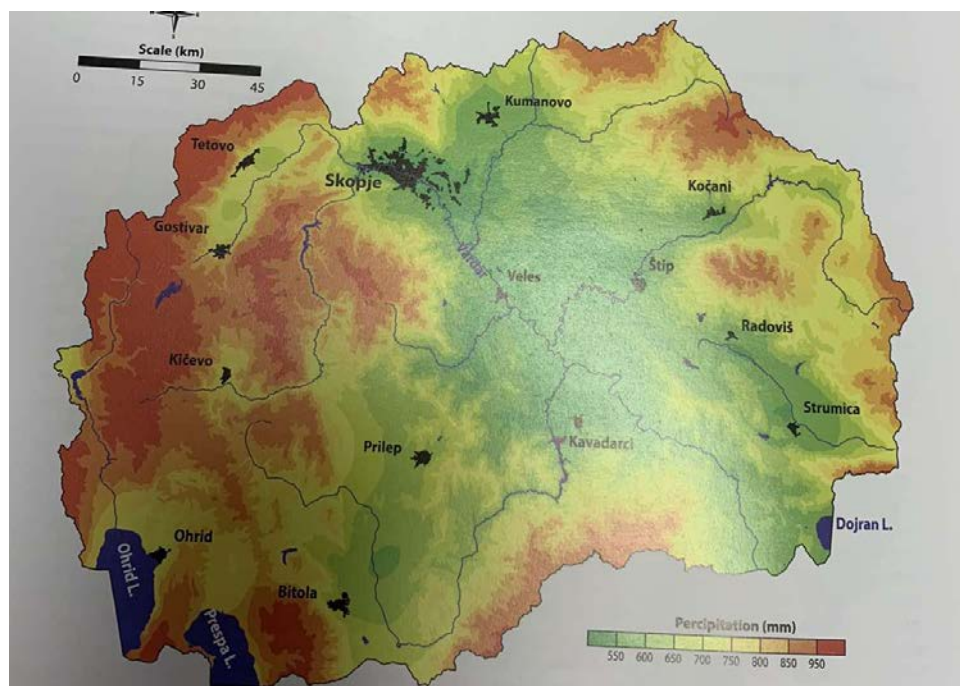 Scale (km)
0 15 30 45
Kumanovo
Tetovo
Skopje
Kočani
Gostivar
Vardar
Štip
Veles
Radoviš
Kičevo
Strumica
Prilep
Kavadarci
Dojran L.
Ohrid
Ohrid L.
Bitola
Prespa L.
Percipitation (mm)
550 600 650 700 750 800 850 950